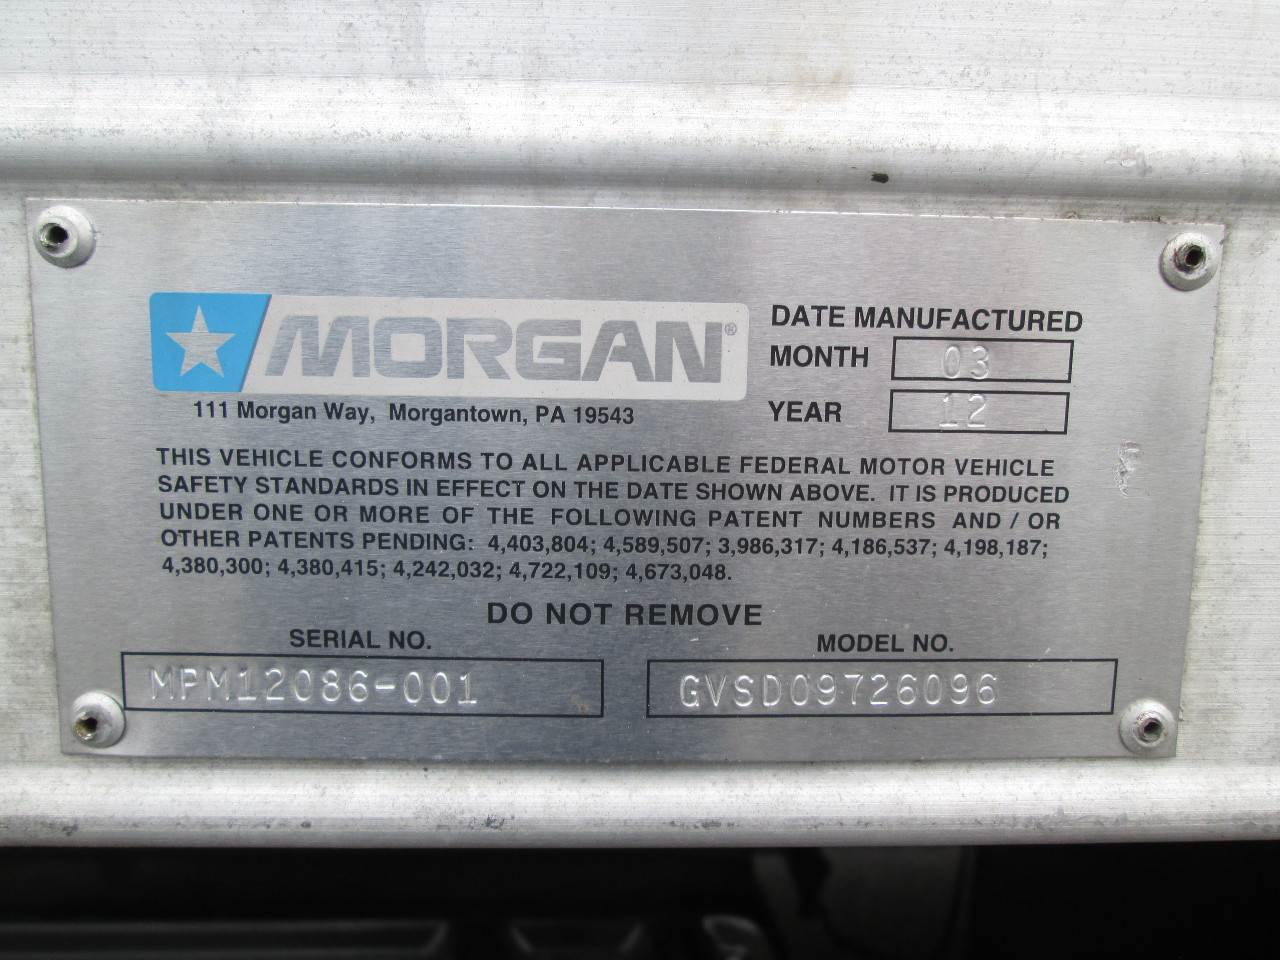 MORGAN®
111 Morgan Way, Morgantown, PA 19543
DATE MANUFACTURED
MONTH 03
YEAR 12
THIS VEHICLE CONFORMS TO ALL APPLICABLE FEDERAL MOTOR VEHICLE
SAFETY STANDARDS IN EFFECT ON THE DATE SHOWN ABOVE. IT IS PRODUCED
UNDER ONE OR MORE OF THE FOLLOWING PATENT NUMBERS AND / OR
OTHER PATENTS PENDING: 4,403,804; 4,589,507; 3,986,317; 4,186,537; 4,198,187;
4,380,300; 4,380,415; 4,242,032; 4,722,109; 4,673,048.
DO NOT REMOVE
SERIAL NO.
MPM12086-001
MODEL NO.
GVSD09726096